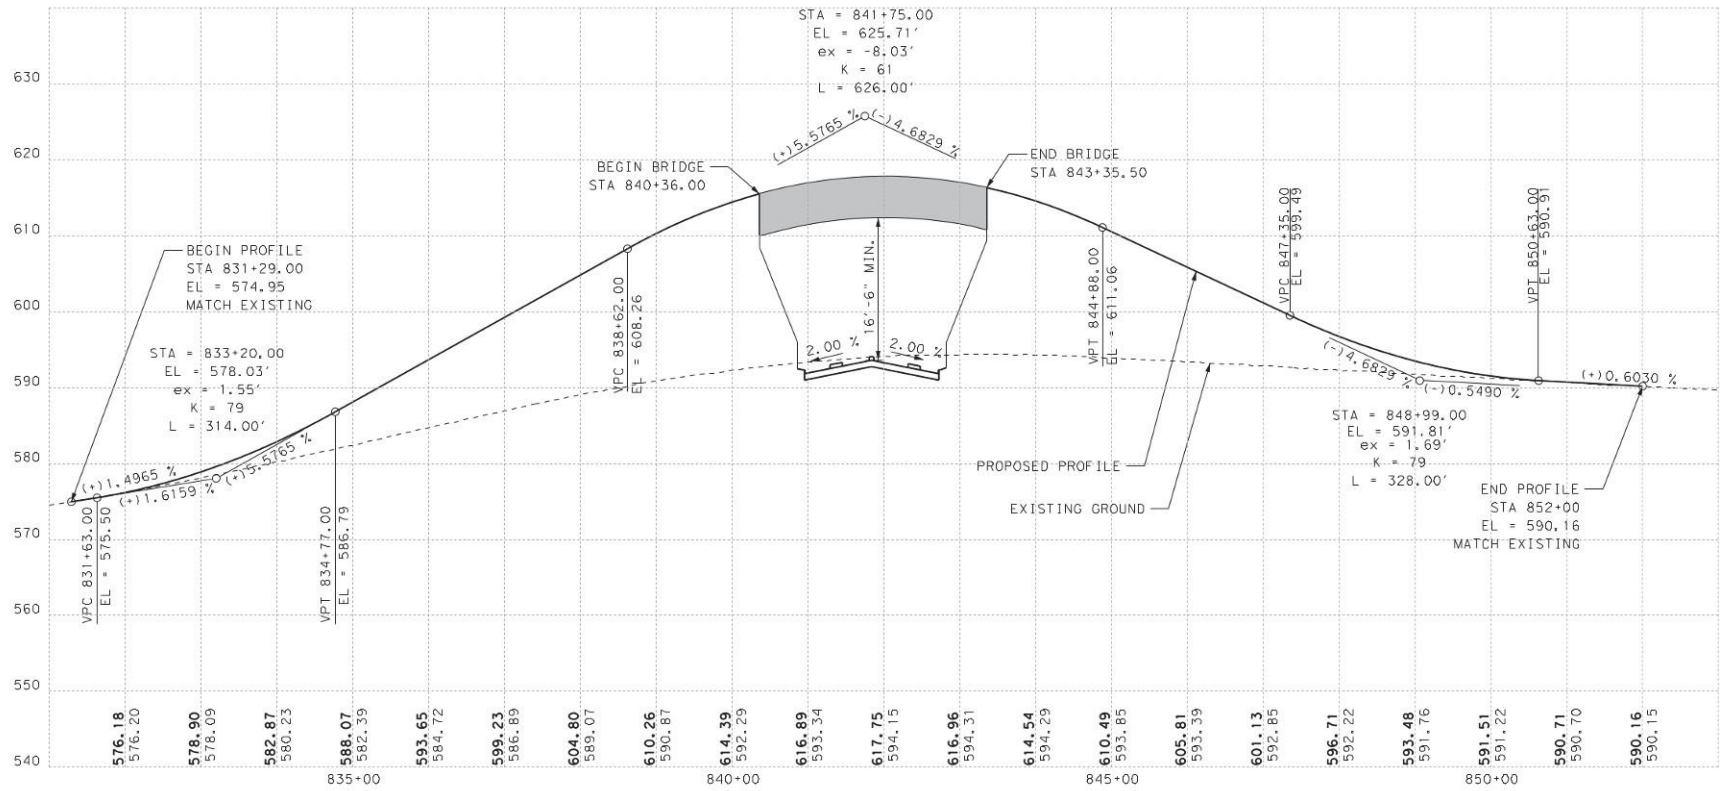 STA = 841+75.00
EL = 625.71'
ex = -8.03'
K = 61
L = 626.00'
(+)5.5765 %
(-)4.6829 %
630
620
610
600
590
580
570
560
550
540
BEGIN BRIDGE
STA 840+36.00
END BRIDGE
STA 843+35.50
BEGIN PROFILE
STA 831+29.00
EL = 574.95
MATCH EXISTING
STA = 833+20.00
EL = 578.03'
ex = 1.55'
K = 79
L = 314.00'
(+)1.4965 %
(+)1.6159 %
(+)5.5765 %
VPC 831+63.00
EL = 575.50
VPT 834+77.00
EL = 586.79
VPC 838+62.00
EL = 608.26
16'-6" MIN.
2.00 %
2.00 %
VPT 844+88.00
EL = 611.06
VPC 847+35.00
EL = 599.49
VPT 850+63.00
EL = 590.91
(-)4.6829 %
(-)0.5490 %
(+)0.6030 %
STA = 848+99.00
EL = 591.81'
ex = 1.69'
K = 79
L = 328.00'
PROPOSED PROFILE
EXISTING GROUND
END PROFILE
STA 852+00
EL = 590.16
MATCH EXISTING
576.18
576.20
578.90
578.09
582.87
580.23
588.07
582.39
593.65
584.72
599.23
586.89
604.80
589.07
610.26
590.87
614.39
592.29
616.89
593.34
617.75
594.15
616.96
594.31
614.54
594.29
610.49
593.85
605.81
593.39
601.13
592.85
596.71
592.22
593.48
591.76
591.51
591.22
590.71
590.70
590.16
590.15
835+00
840+00
845+00
850+00